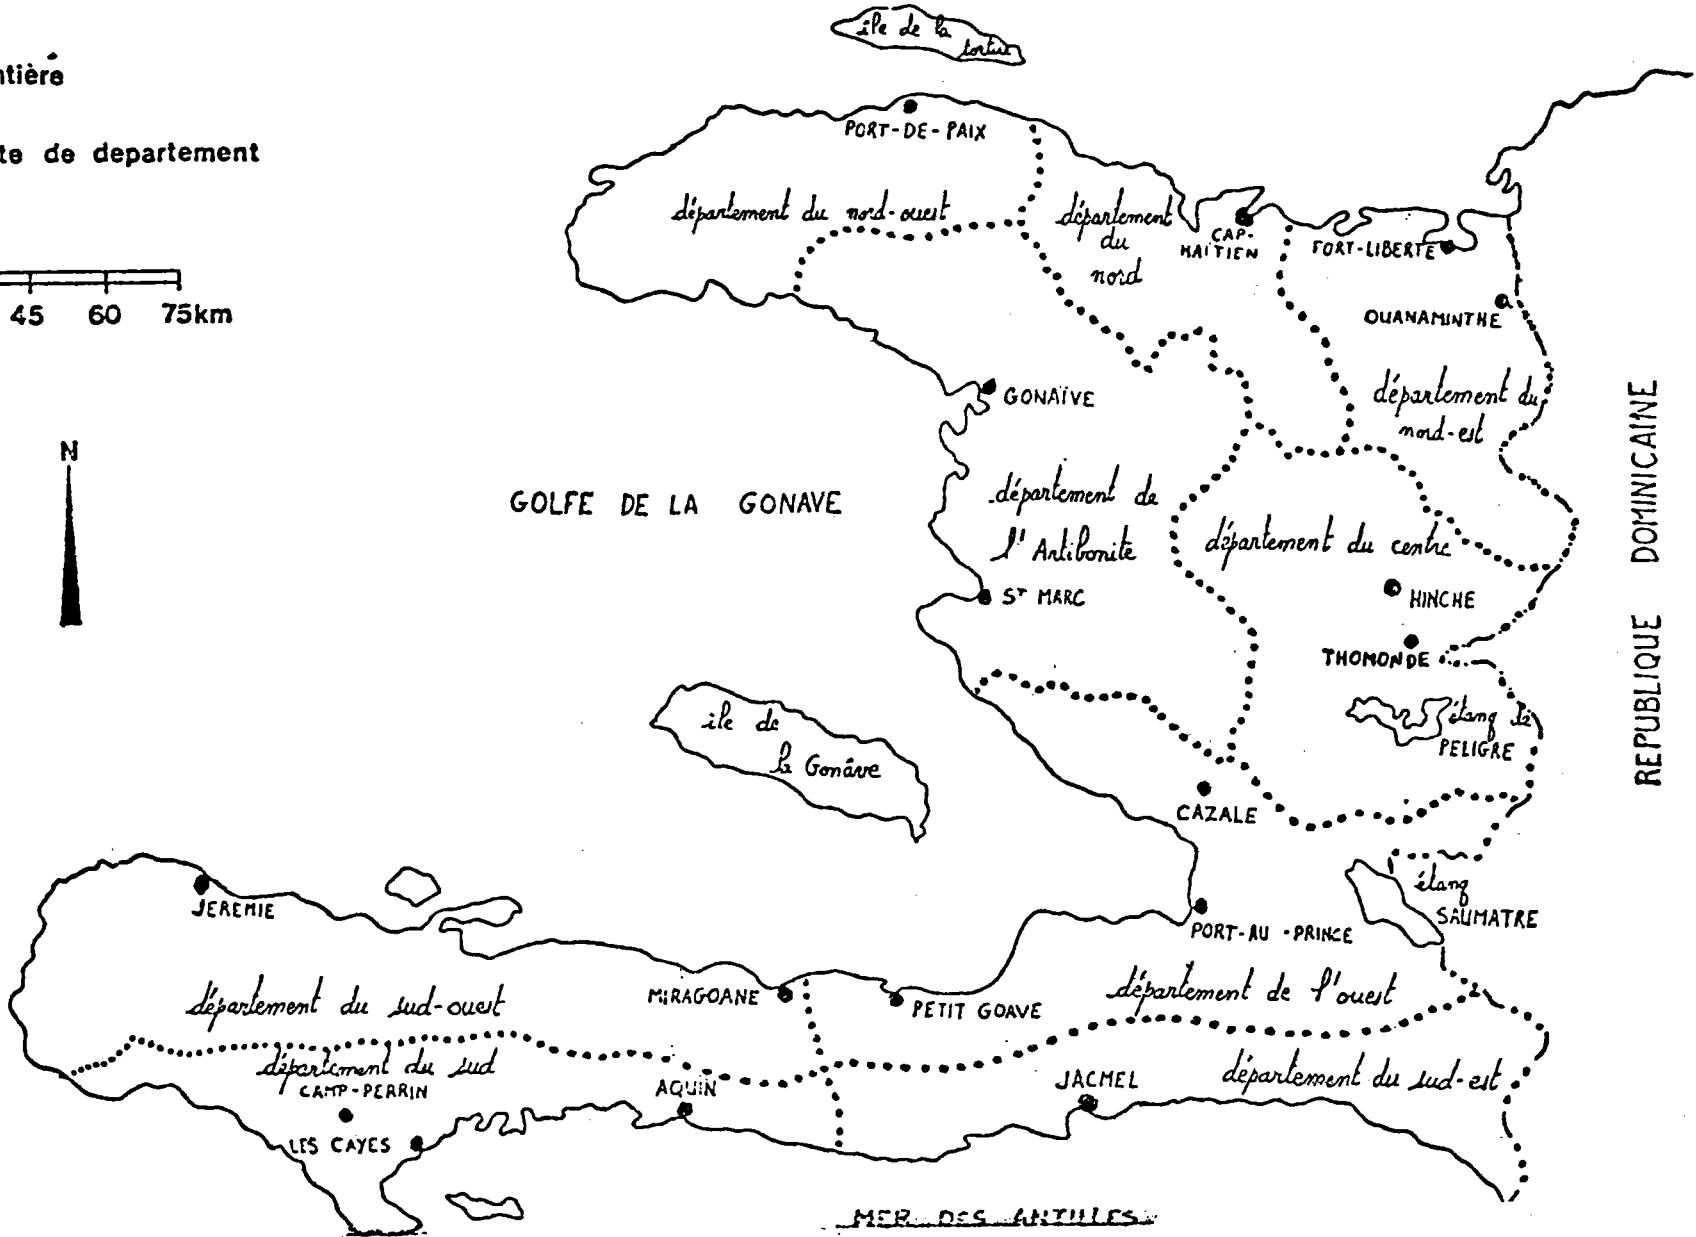 ile de la
tortue
ntière
te de departement
45 60 75km
N
PORT-DE-PAIX
département du nord-ouest
département
du
nord
CAP-
HAITIEN
FORT-LIBERTE
OUANAMINTHE
département du
nord-est
GONAÏVE
GOLFE DE LA GONAVE
département de
l'Artibonite
département du centre
ST MARC
HINCHE
THOMONDE
REPUBLIQUE DOMINICAINE
ile de
la Gonâve
étang de
PELIGRE
CAZALE
étang
SAUMATRE
JEREMIE
PORT-AU-PRINCE
MIRAGOANE
PETIT GOAVE
département de l'ouest
département du sud-ouest
département du sud
CAMP-PERRIN
AQUIN
JACMEL
département du sud-est
LES CAYES
MER DES ANTILLES